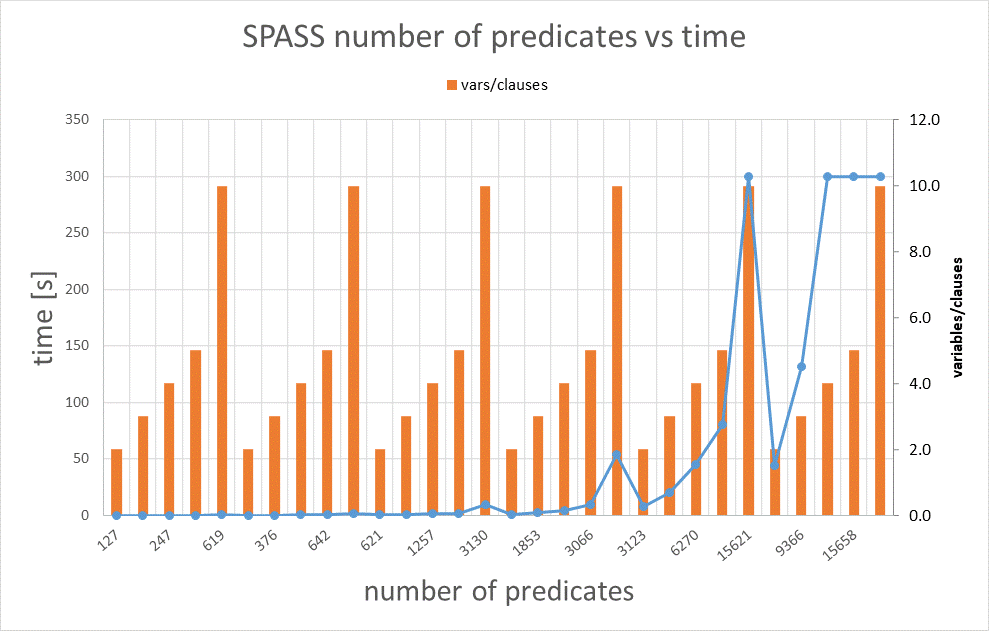 SPASS number of predicates vs time
vars/clauses
350
300
250
200
150
100
50
0
time [s]
12.0
10.0
8.0
6.0
4.0
2.0
0.0
variables/clauses
127 247 619 376 642 621 1257 3130 1853 3066 3123 6270 15621 9366 15658
number of predicates